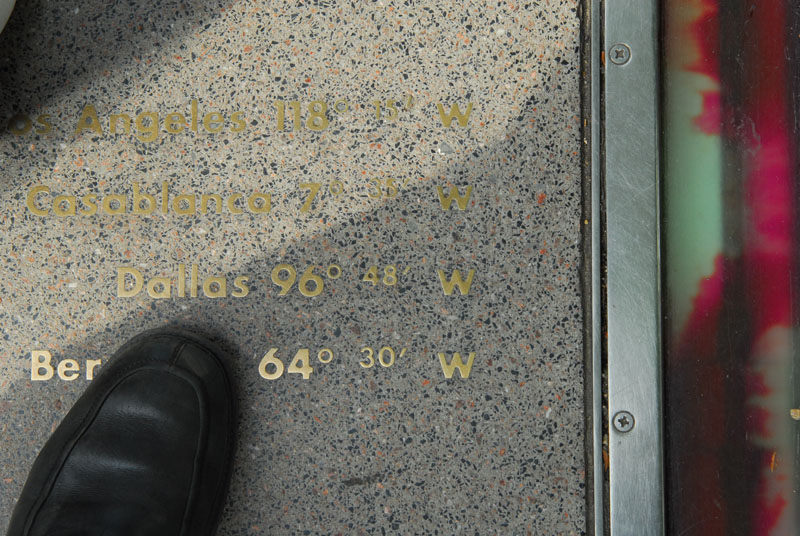 os Angeles 118° 15′ W
Casablanca 7° 35′ W
Dallas 96° 48′ W
Ber 64° 30′ W